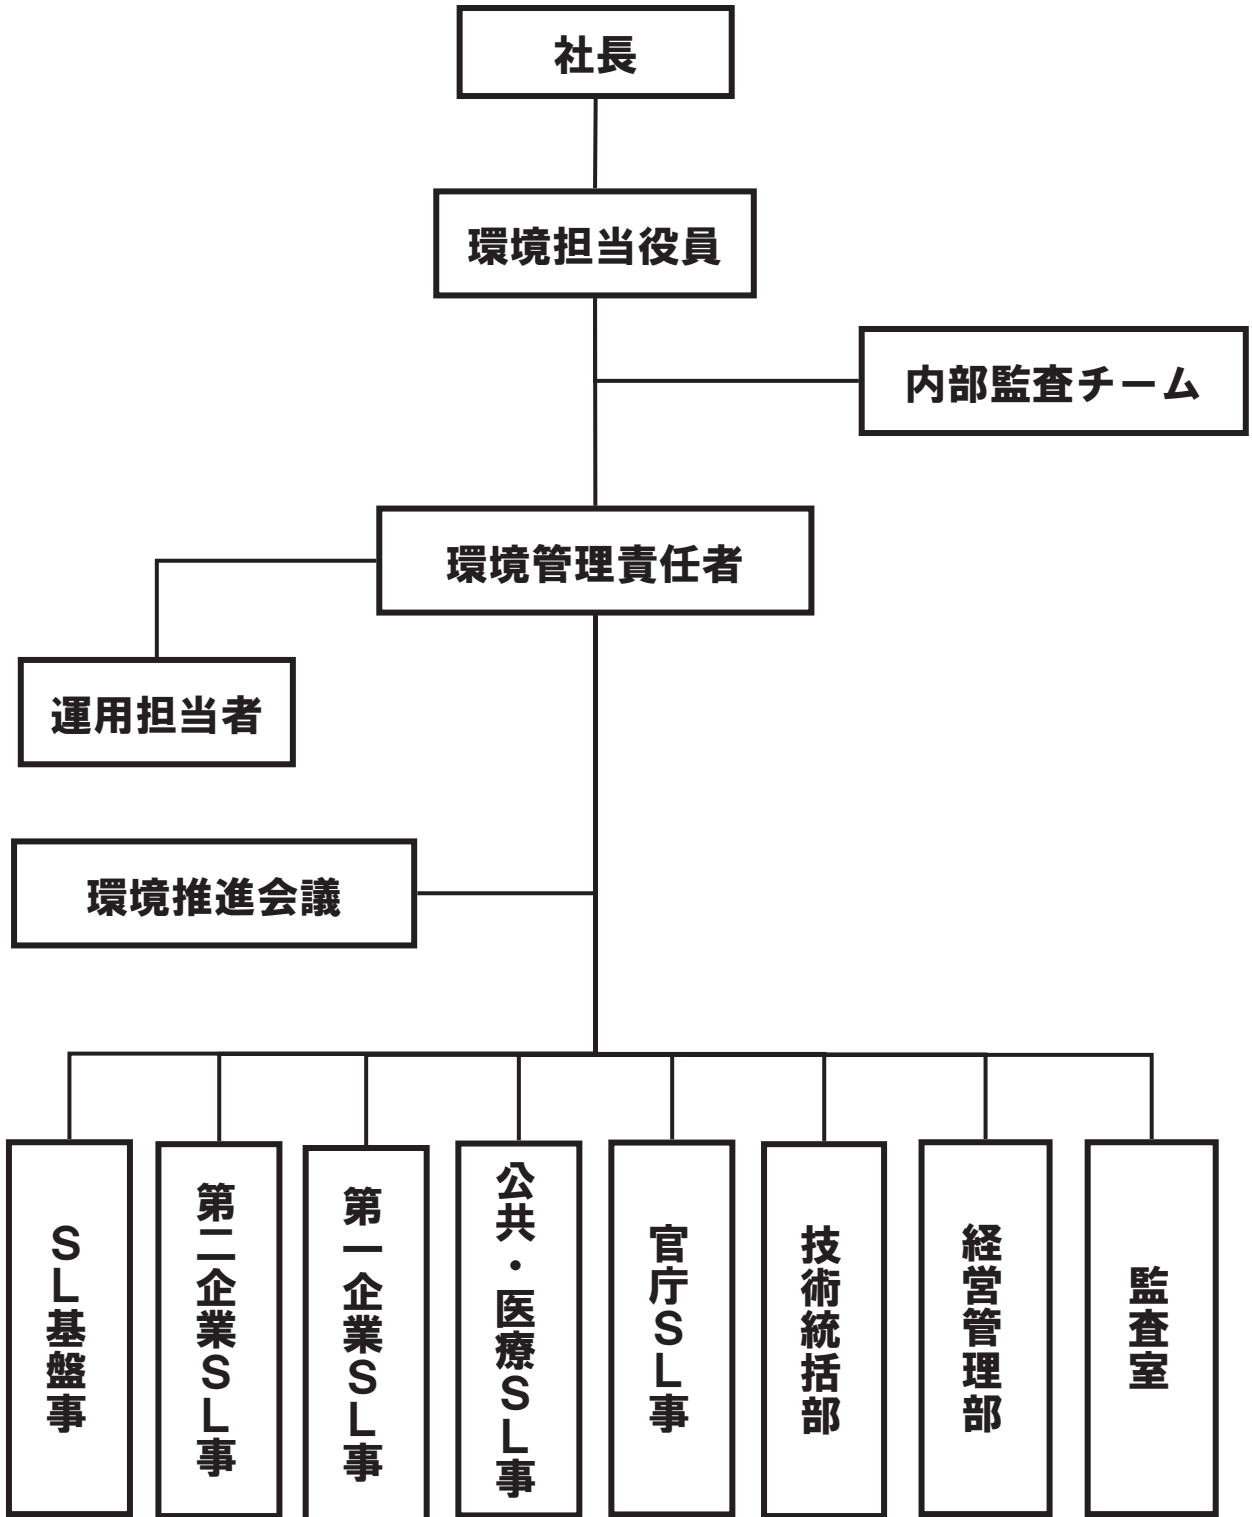 社長
環境担当役員
内部監査チーム
環境管理責任者
運用担当者
環境推進会議
ＳＬ基盤事
第二企業ＳＬ事
第一企業ＳＬ事
公共・医療ＳＬ事
官庁ＳＬ事
技術統括部
経営管理部
監査室